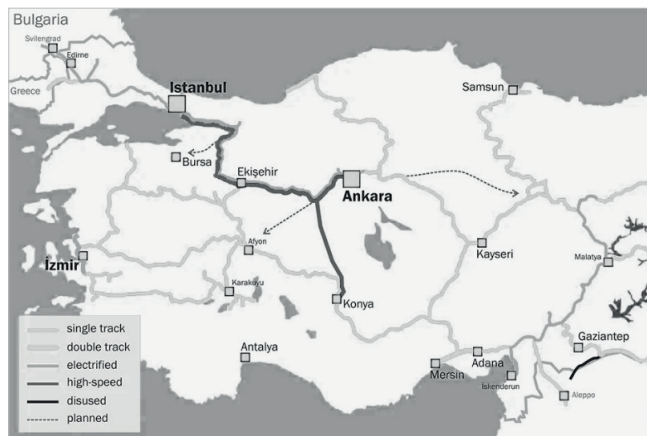 Bulgaria
Svilengrad
Edirne
Greece
Istanbul
Samsun
Bursa
Ekişehir
Ankara
İzmir
Afyon
Kayseri
Malatya
Karakuyu
Konya
Gaziantep
Antalya
Adana
Mersin
Iskenderun
Aleppo
single track
double track
electrified
high-speed
disused
planned